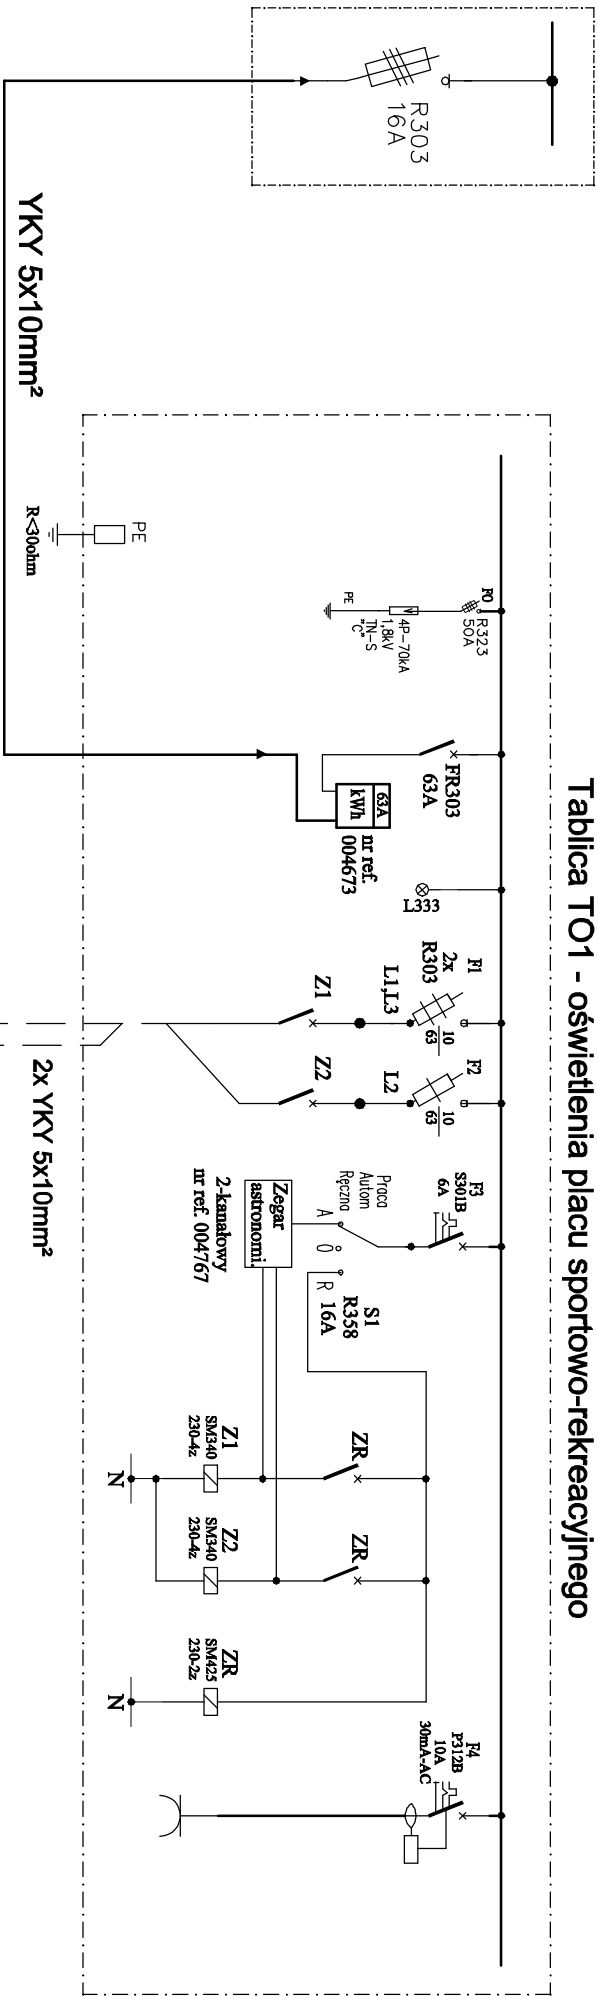 Tablica TO1 - oświetlenia placu sportowo-rekreacyjnego
R303
16A
YKY 5x10mm²
PE
R<30ohm
F0
R323
50A
4P-70kA
1,8kV
TN-S
"C"
PE
FR303
63A
63A
kWh
nr ref.
004673
L333
F1
2x
R303
10
63
L1,L3
Z1
F2
10
63
L2
Z2
2x YKY 5x10mm²
F3
S301B
6A
Praca
Autom
Ręczna
A
0
R
S1
R358
16A
Zegar
astronomi.
2-kanałowy
nr ref. 004767
ZR
ZR
Z1
SM340
230-4z
N
Z2
SM340
230-4z
ZR
SM425
230-2z
N
F4
P312B
10A
30mA-AC